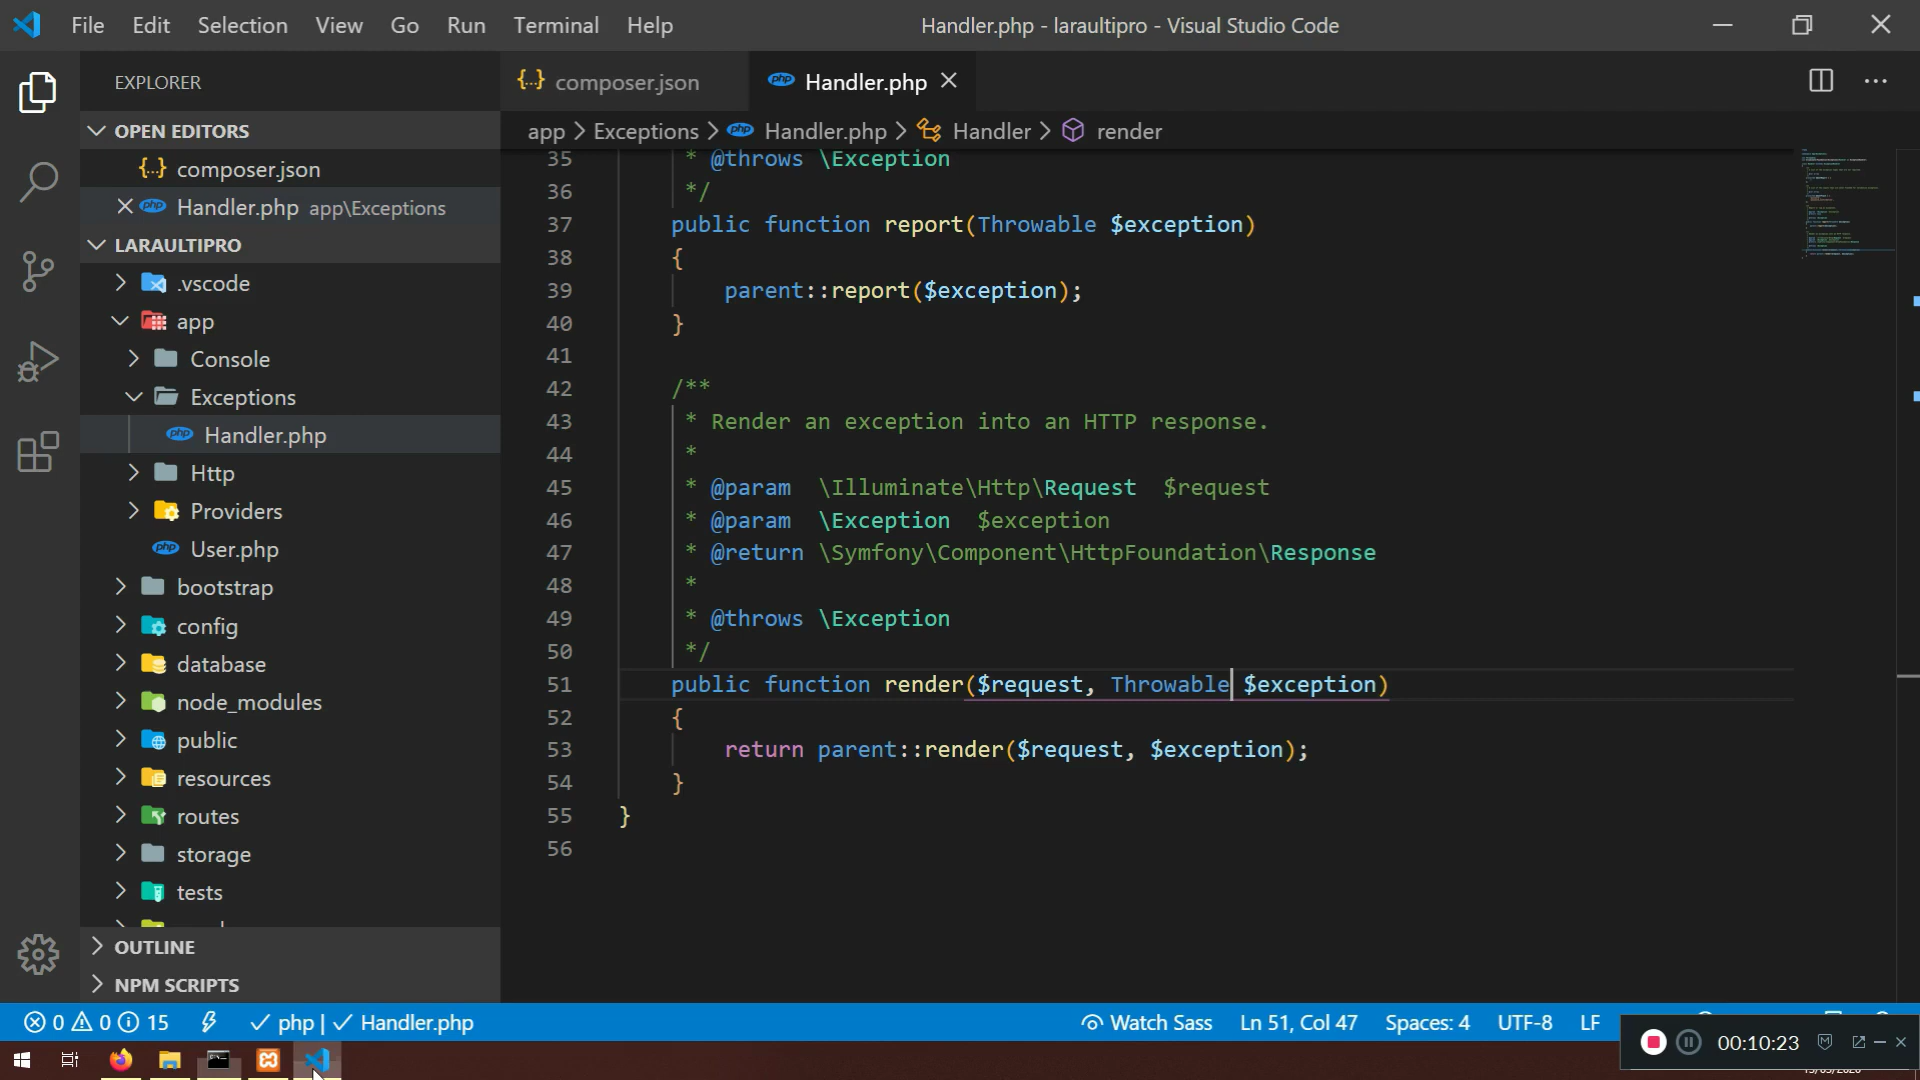 File Edit Selection View Go Run Terminal Help
Handler.php - laraultipro - Visual Studio Code
EXPLORER
OPEN EDITORS
{..} composer.json
php Handler.php app\Exceptions
LARAULTIPRO
.vscode
app
Console
Exceptions
php Handler.php
Http
Providers
php User.php
bootstrap
config
database
node_modules
public
resources
routes
storage
tests
OUTLINE
NPM SCRIPTS
{..} composer.json
php Handler.php
app > Exceptions > php Handler.php > Handler > render
35 * @throws \Exception
36 */
37 public function report(Throwable $exception)
38 {
39 parent::report($exception);
40 }
41
42 /**
43 * Render an exception into an HTTP response.
44 *
45 * @param \Illuminate\Http\Request $request
46 * @param \Exception $exception
47 * @return \Symfony\Component\HttpFoundation\Response
48 *
49 * @throws \Exception
50 */
51 public function render($request, Throwable $exception)
52 {
53 return parent::render($request, $exception);
54 }
55 }
56
0 0 15 php | Handler.php
Watch Sass Ln 51, Col 47 Spaces: 4 UTF-8 LF
00:10:23